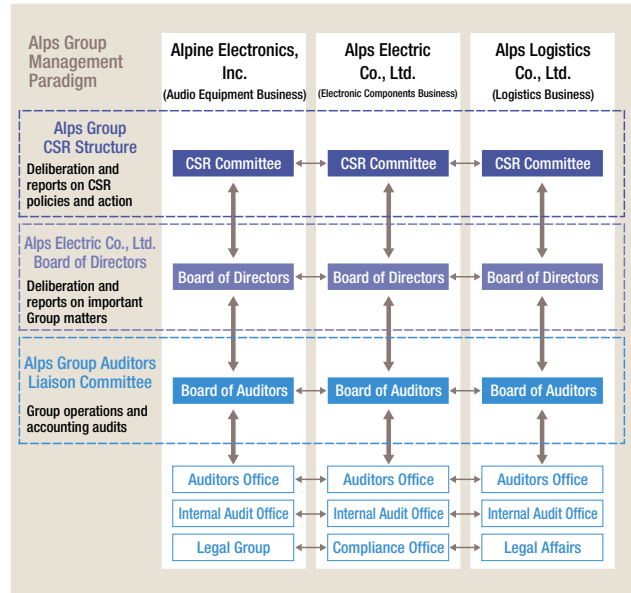 Alps Group
Management
Paradigm
Alpine Electronics,
Inc.
(Audio Equipment Business)
Alps Electric
Co., Ltd.
(Electronic Components Business)
Alps Logistics
Co., Ltd.
(Logistics Business)
Alps Group
CSR Structure
Deliberation and
reports on CSR
policies and action
CSR Committee
CSR Committee
CSR Committee
Alps Electric Co., Ltd.
Board of Directors
Deliberation and
reports on important
Group matters
Board of Directors
Board of Directors
Board of Directors
Alps Group Auditors
Liaison Committee
Group operations and
accounting audits
Board of Auditors
Board of Auditors
Board of Auditors
Auditors Office
Auditors Office
Auditors Office
Internal Audit Office
Internal Audit Office
Internal Audit Office
Legal Group
Compliance Office
Legal Affairs